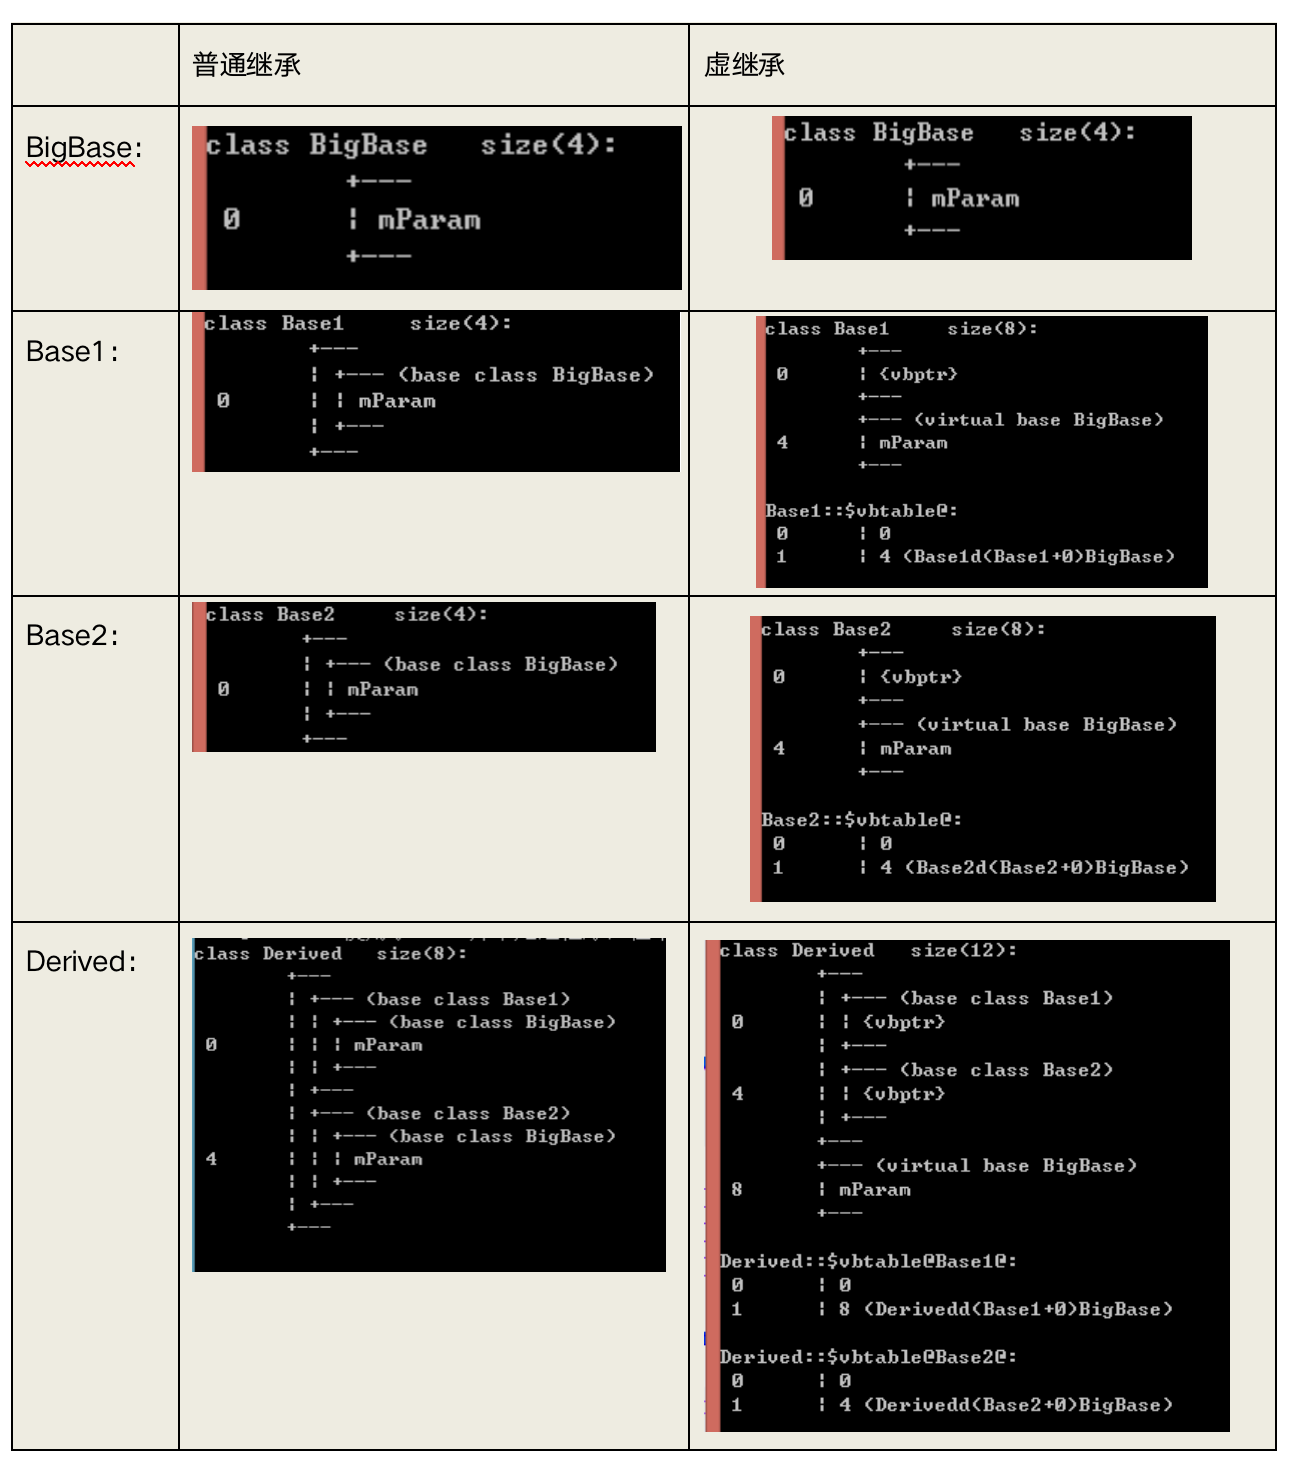 普通继承
虚继承
BigBase:
class BigBase   size(4):
+---
0 | mParam
+---
class BigBase   size(4):
+---
0 | mParam
+---
Base1:
class Base1   size(4):
+---
| +--- (base class BigBase)
0 | | mParam
| +---
+---
class Base1   size(8):
+---
0 | {vbptr}
+---
+--- (virtual base BigBase)
4 | mParam
+---
Base1::$vbtable@:
0 | 0
1 | 4 (Base1d(Base1+0)BigBase)
Base2:
class Base2   size(4):
+---
| +--- (base class BigBase)
0 | | mParam
| +---
+---
class Base2   size(8):
+---
0 | {vbptr}
+---
+--- (virtual base BigBase)
4 | mParam
+---
Base2::$vbtable@:
0 | 0
1 | 4 (Base2d(Base2+0)BigBase)
Derived:
class Derived   size(8):
+---
| +--- (base class Base1)
| | +--- (base class BigBase)
0 | | | mParam
| | +---
| +---
| +--- (base class Base2)
| | +--- (base class BigBase)
4 | | | mParam
| | +---
| +---
+---
class Derived   size(12):
+---
| +--- (base class Base1)
0 | | {vbptr}
| +---
| +--- (base class Base2)
4 | | {vbptr}
| +---
+---
+--- (virtual base BigBase)
8 | mParam
+---
Derived::$vbtable@Base1@:
0 | 0
1 | 8 (Derivedd(Base1+0)BigBase)
Derived::$vbtable@Base2@:
0 | 0
1 | 4 (Derivedd(Base2+0)BigBase)